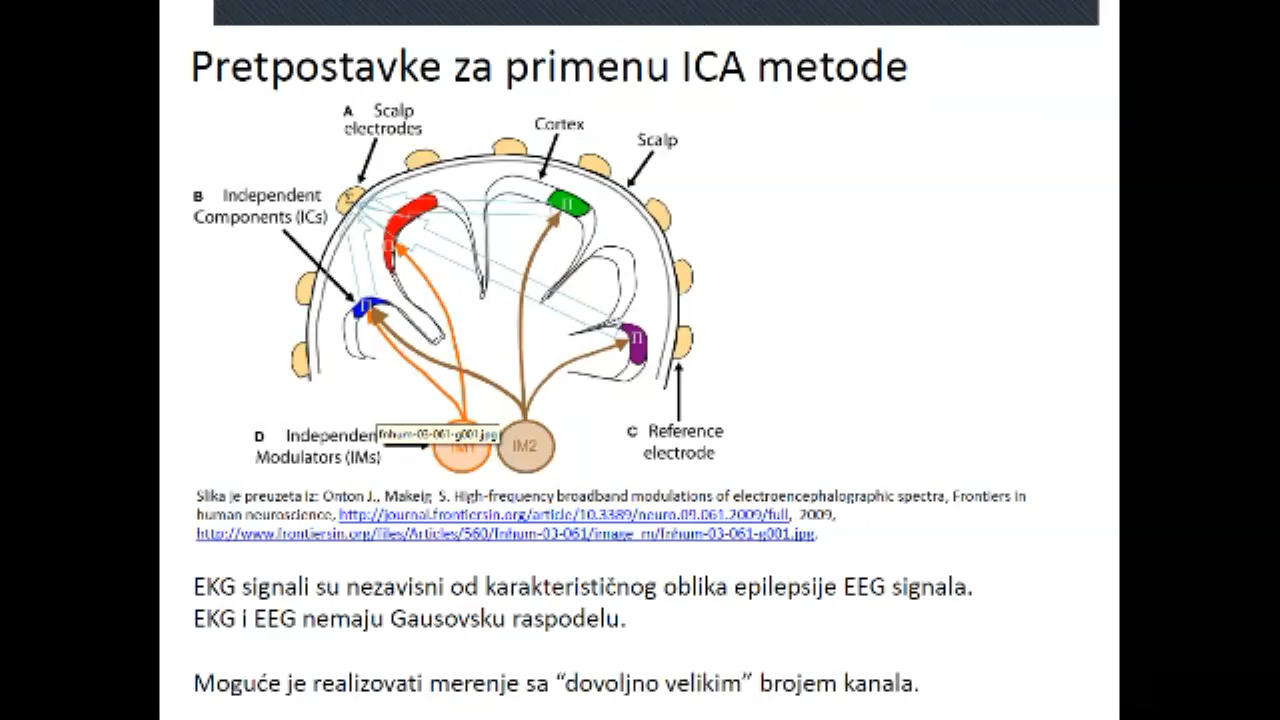 Pretpostavke za primenu ICA metode
A Scalp
electrodes
Cortex
Scalp
B Independent
Components (ICs)
Σ
Π
Π
Π
D Independen
Modulators (IMs)
fnhum-03-061-g001.jpg
IM1
IM2
C Reference
electrode
Slika je preuzeta iz: Onton J., Makeig S. High-frequency broadband modulations of electroencephalographic spectra, Frontiers in
human neuroscience, http://journal.frontiersin.org/article/10.3389/neuro.09.061.2009/full, 2009,
http://www.frontiersin.org/files/Articles/560/fnhum-03-061/image_m/fnhum-03-061-g001.jpg.
EKG signali su nezavisni od karakterističnog oblika epilepsije EEG signala.
EKG i EEG nemaju Gausovsku raspodelu.
Moguće je realizovati merenje sa “dovoljno velikim” brojem kanala.